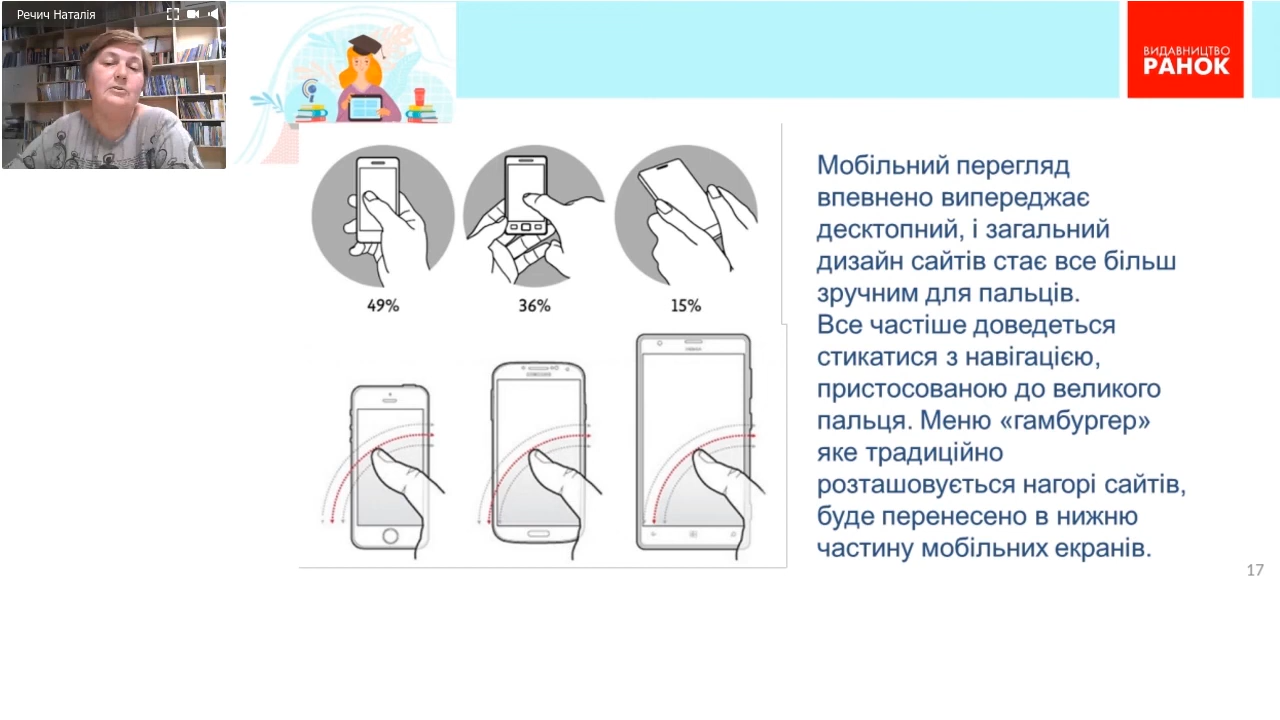 Речич Наталія
ВИДАВНИЦТВО
РАНОК
49%
36%
15%
Мобільний перегляд
впевнено випереджає
десктопний, і загальний
дизайн сайтів стає все більш
зручним для пальців.
Все частіше доведеться
стикатися з навігацією,
пристосованою до великого
пальця. Меню «гамбургер»
яке традиційно
розташовується нагорі сайтів,
буде перенесено в нижню
частину мобільних екранів.
17